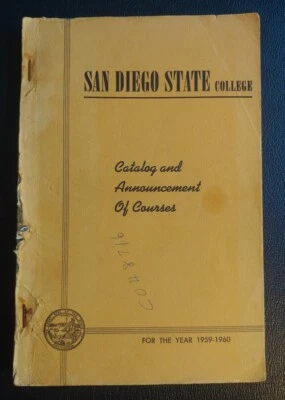 SAN DIEGO STATE COLLEGE
Catalog and
Announcement
Of Courses
FOR THE YEAR 1959-1960